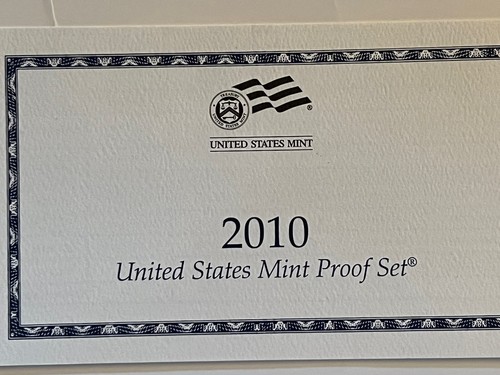 UNITED STATES MINT
2010
United States Mint Proof Set®